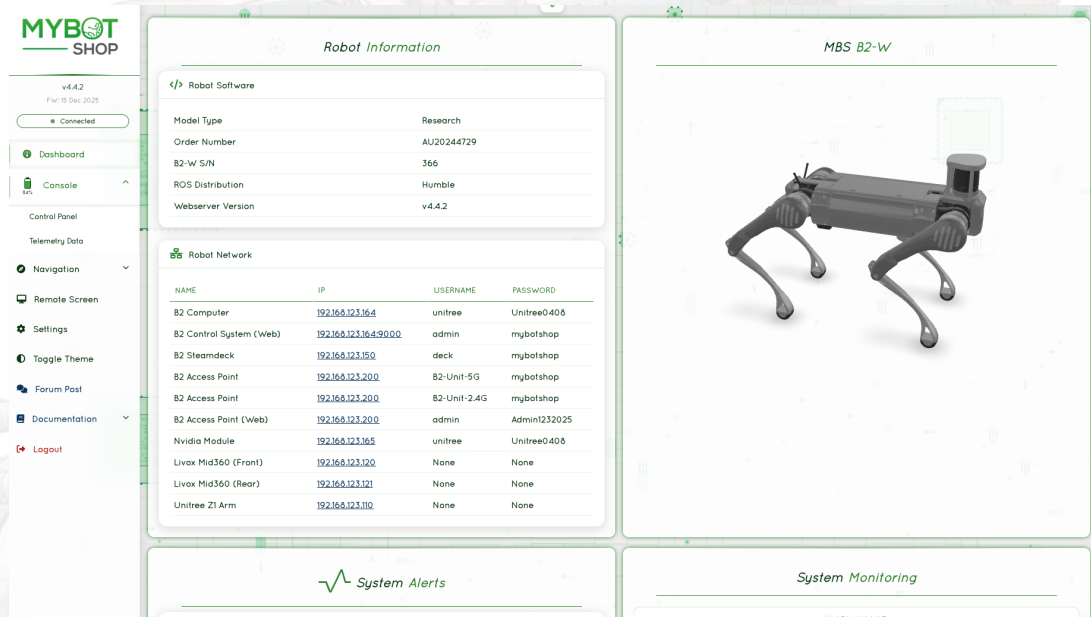 MYBOT
SHOP
v4.4.2
FW: 15 Dec 2025
Connected
Dashboard
84%
Console
Control Panel
Telemetry Data
Navigation
Remote Screen
Settings
Toggle Theme
Forum Post
Documentation
Logout
Robot Information
</> Robot Software
Model Type Research
Order Number AU20244729
B2-W S/N 366
ROS Distribution Humble
Webserver Version v4.4.2
Robot Network
NAME IP USERNAME PASSWORD
B2 Computer 192.168.123.164 unitree Unitree0408
B2 Control System (Web) 192.168.123.164:9000 admin mybotshop
B2 Steamdeck 192.168.123.150 deck mybotshop
B2 Access Point 192.168.123.200 B2-Unit-5G mybotshop
B2 Access Point 192.168.123.200 B2-Unit-2.4G mybotshop
B2 Access Point (Web) 192.168.123.200 admin Admin1232025
Nvidia Module 192.168.123.165 unitree Unitree0408
Livox Mid360 (Front) 192.168.123.120 None None
Livox Mid360 (Rear) 192.168.123.121 None None
Unitree Z1 Arm 192.168.123.110 None None
MBS B2-W
System Alerts
System Monitoring